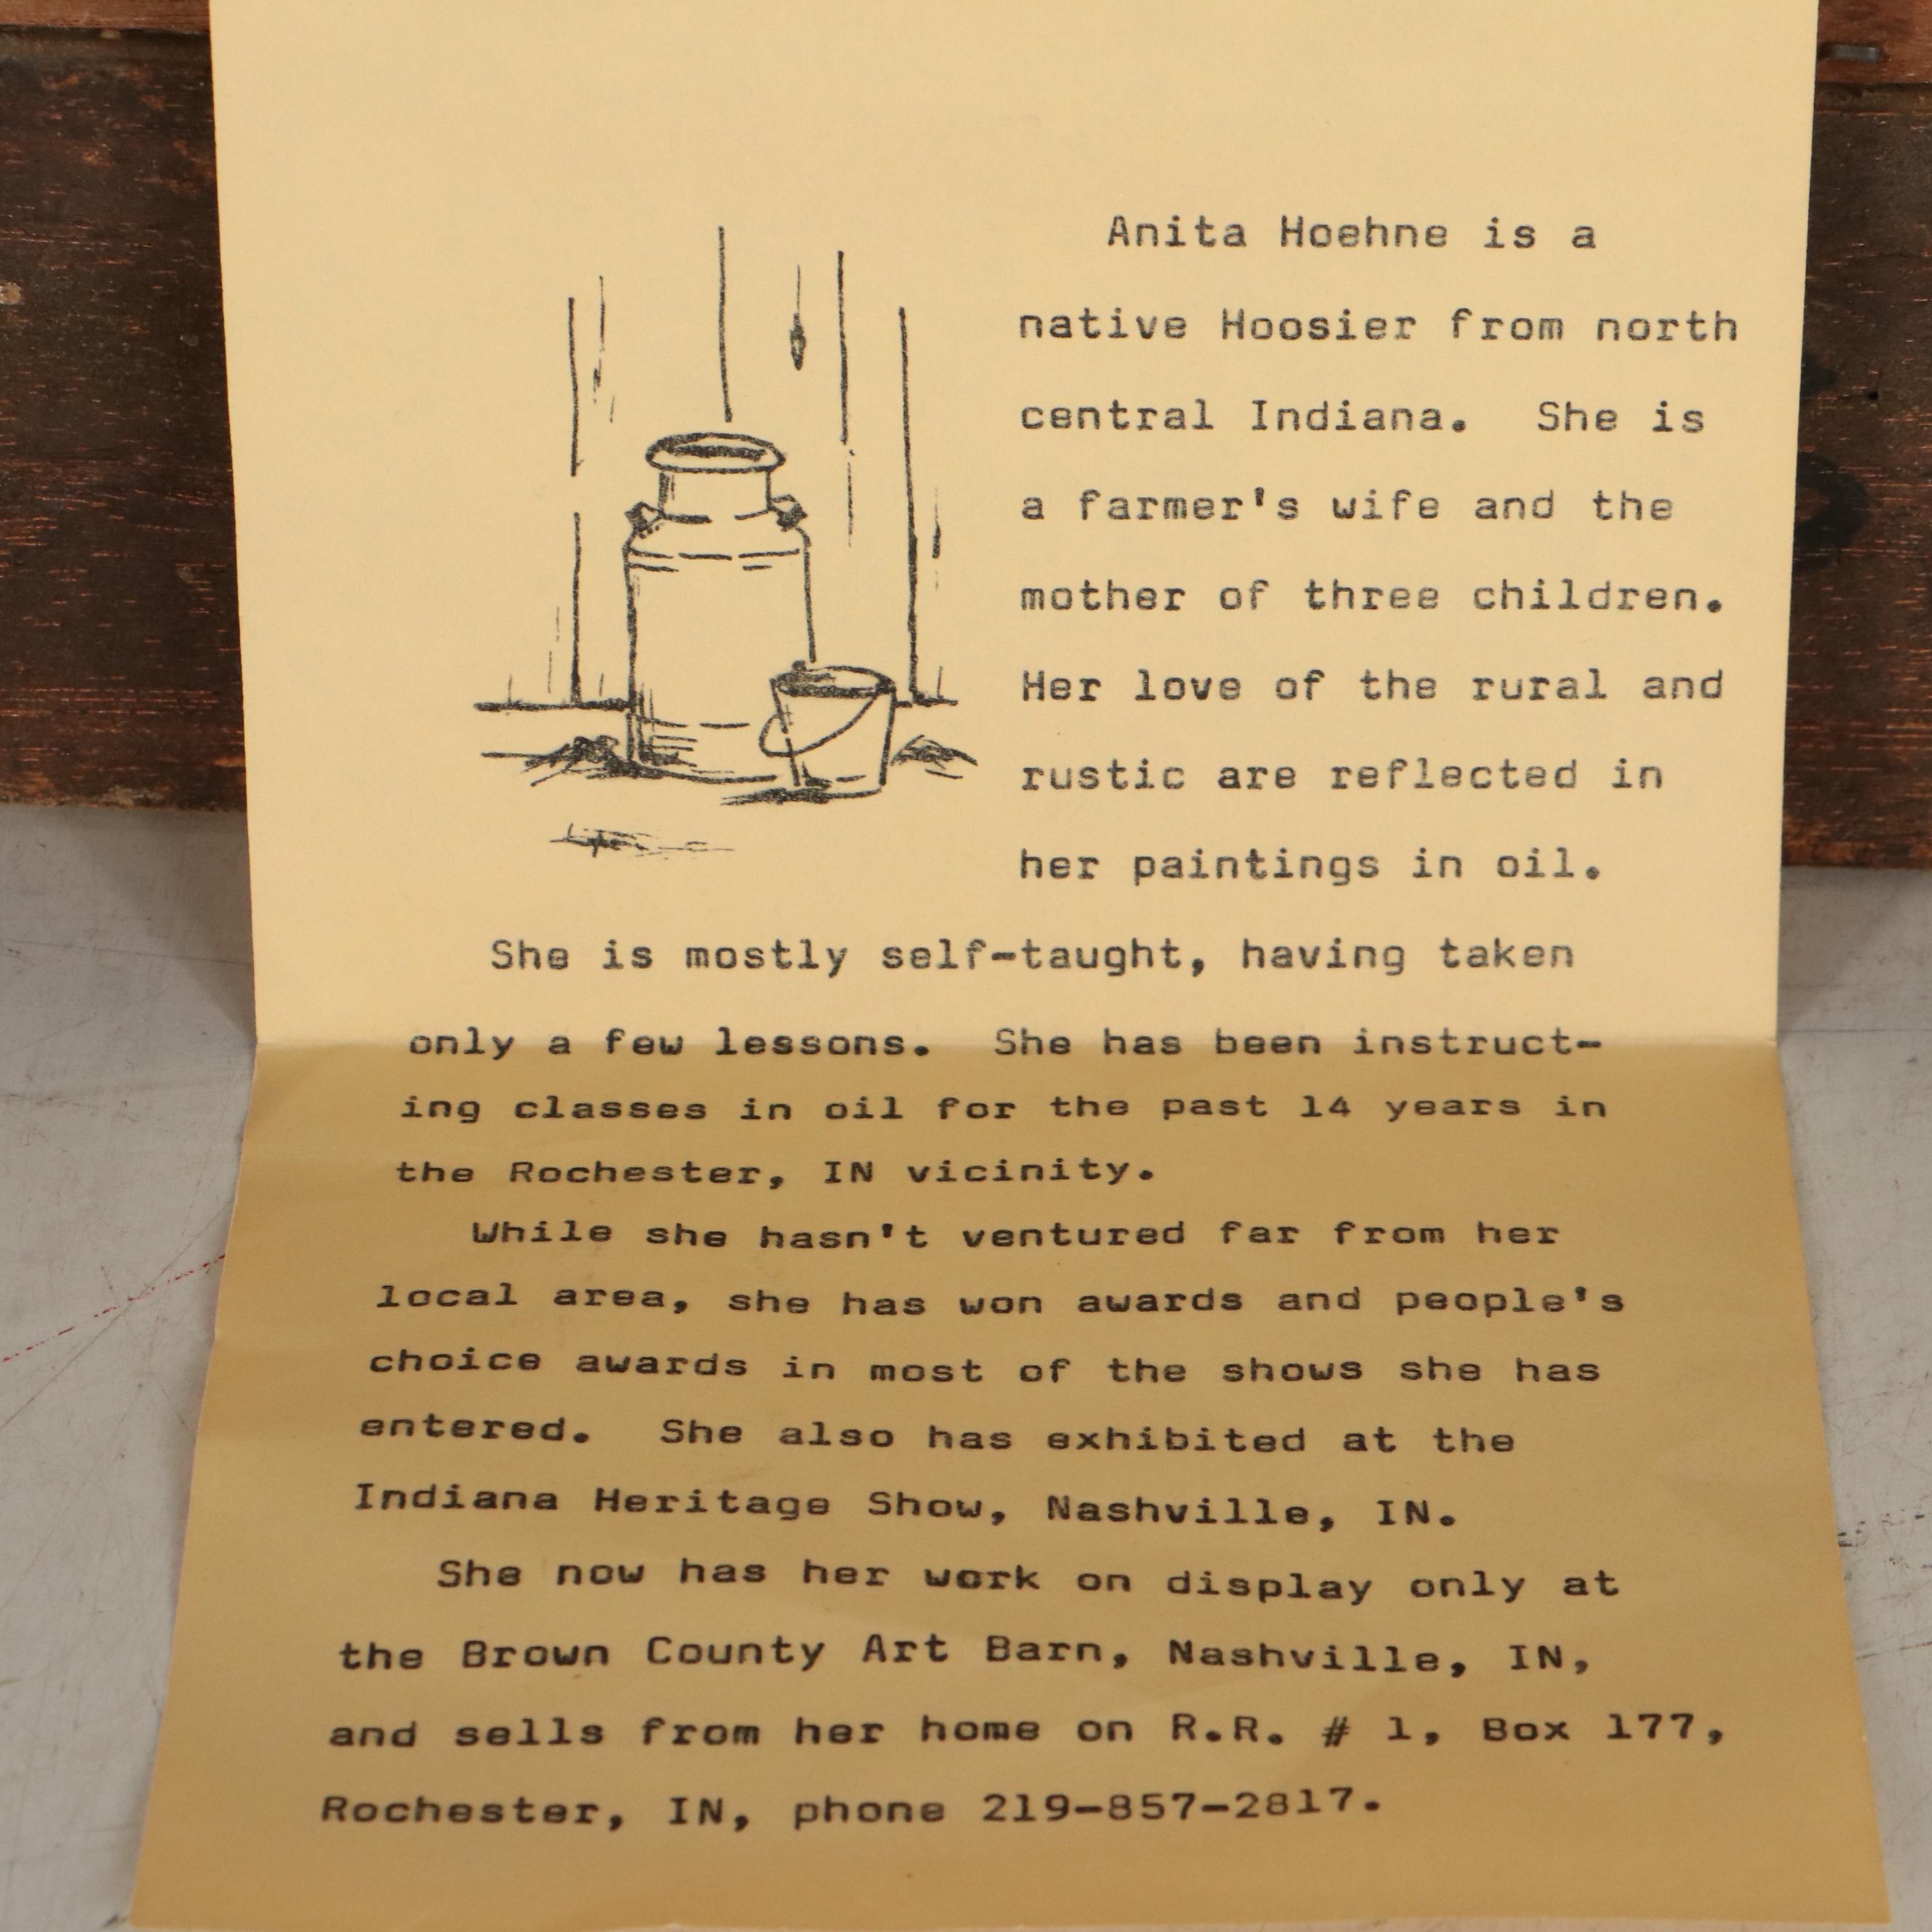 Anita Hoehne is a
native Hoosier from north
central Indiana.  She is
a farmer's wife and the
mother of three children.
Her love of the rural and
rustic are reflected in
her paintings in oil.
She is mostly self-taught, having taken
only a few lessons.  She has been instruct-
ing classes in oil for the past 14 years in
the Rochester, IN vicinity.
While she hasn't ventured far from her
local area, she has won awards and people's
choice awards in most of the shows she has
entered.  She also has exhibited at the
Indiana Heritage Show, Nashville, IN.
She now has her work on display only at
the Brown County Art Barn, Nashville, IN,
and sells from her home on R.R. # 1, Box 177,
Rochester, IN, phone 219-857-2817.